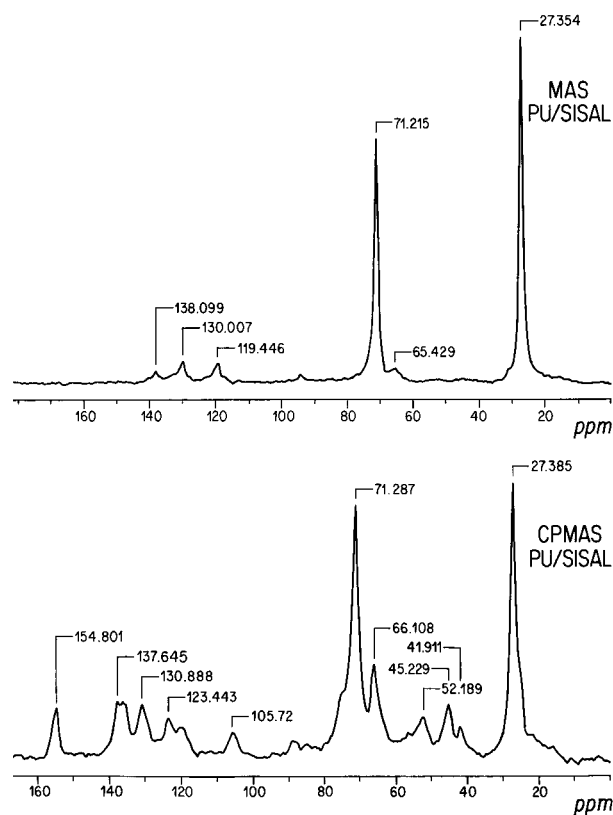 27.354
MAS
PU/SISAL
71.215
138.099
130.007
119.446
65.429
160 140 120 100 80 60 40 20
ppm
27.385
71.287
CPMAS
PU/SISAL
66.108
41.911
154.801
137.645
45.229
130.888
52.189
123.443
105.72
160 140 120 100 80 60 40 20
ppm